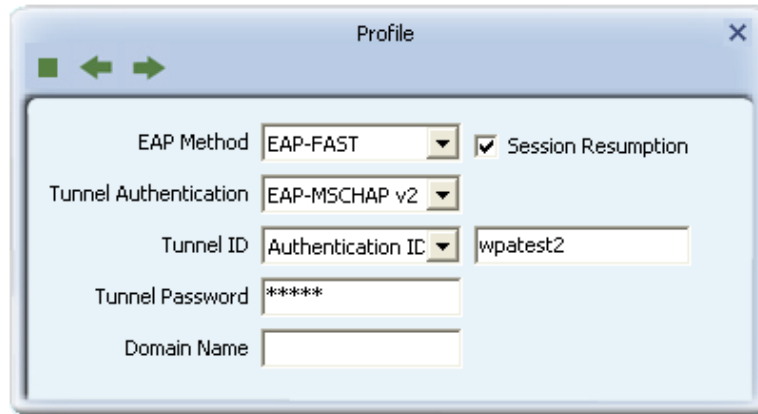 Profile
EAP Method EAP-FAST Session Resumption
Tunnel Authentication EAP-MSCHAP v2
Tunnel ID Authentication ID wpatest2
Tunnel Password *****
Domain Name